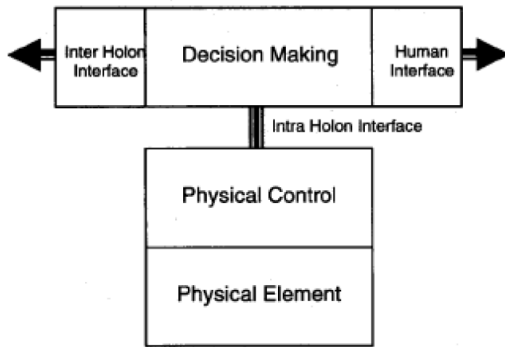 Inter Holon
Interface
Decision Making
Human
Interface
Intra Holon Interface
Physical Control
Physical Element